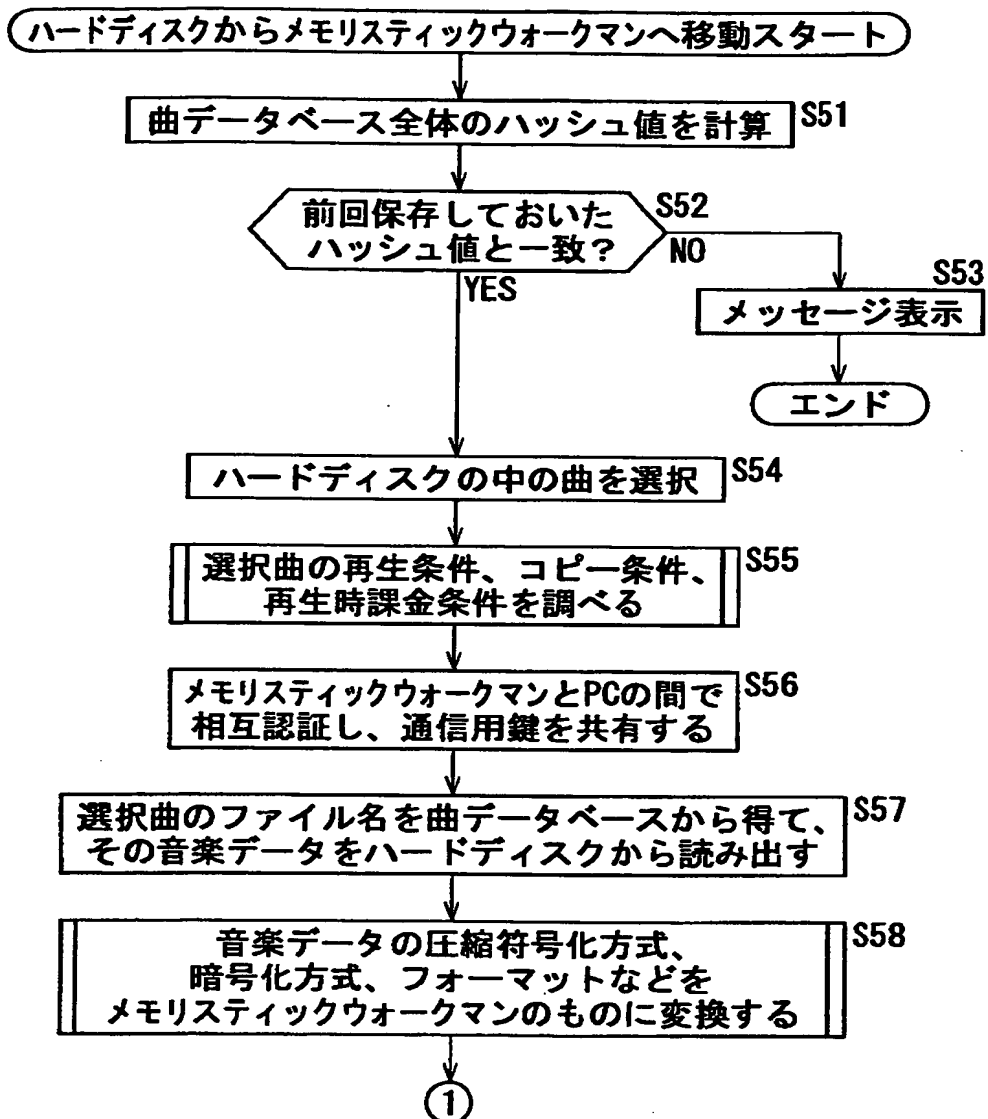 ハードディスクからメモリスティックウォークマンへ移動スタート
曲データベース全体のハッシュ値を計算
S51
前回保存しておいた
ハッシュ値と一致?
S52
NO
YES
S53
メッセージ表示
エンド
ハードディスクの中の曲を選択
S54
選択曲の再生条件、コピー条件、
再生時課金条件を調べる
S55
メモリスティックウォークマンとPCの間で
相互認証し、通信用鍵を共有する
S56
選択曲のファイル名を曲データベースから得て、
その音楽データをハードディスクから読み出す
S57
音楽データの圧縮符号化方式、
暗号化方式、フォーマットなどを
メモリスティックウォークマンのものに変換する
S58
1